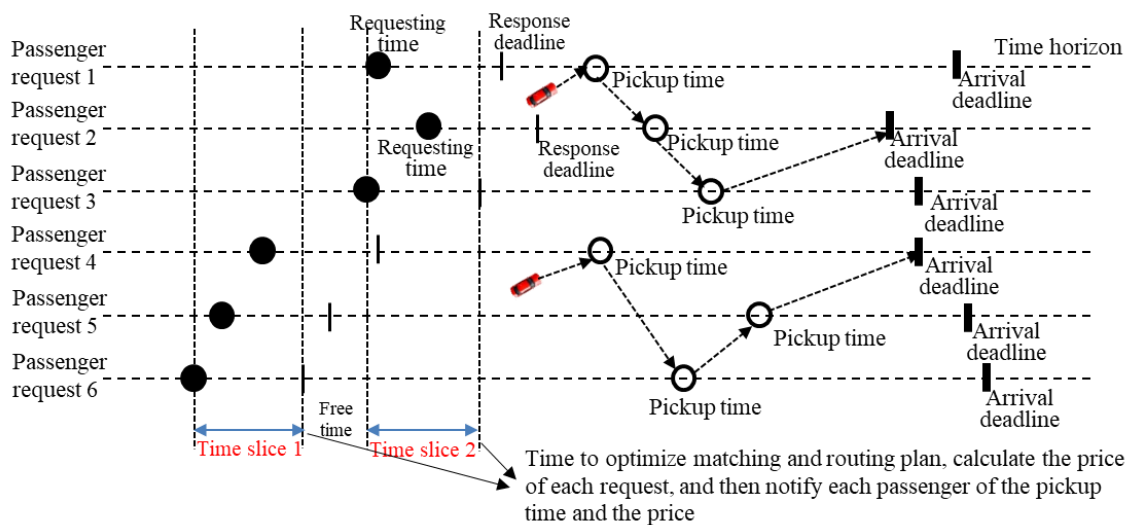 Requesting
time
Response
deadline
Time horizon
Passenger
request 1
Pickup time
Arrival
deadline
Passenger
request 2
Requesting
time
Response
deadline
Pickup time
Arrival
deadline
Passenger
request 3
Pickup time
Arrival
deadline
Passenger
request 4
Pickup time
Arrival
deadline
Passenger
request 5
Pickup time
Arrival
deadline
Passenger
request 6
Pickup time
Arrival
deadline
Free
time
Time slice 1
Time slice 2
Time to optimize matching and routing plan, calculate the price
of each request, and then notify each passenger of the pickup
time and the price